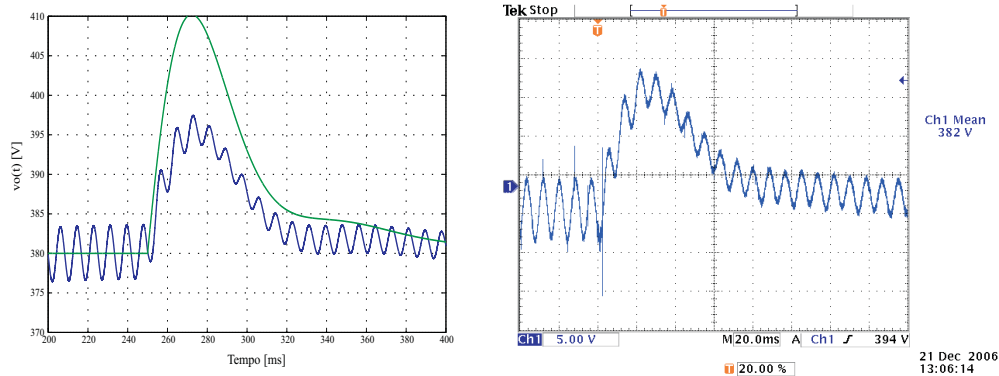 410
405
400
395
390
385
380
375
370
vo(t) [V]
200 220 240 260 280 300 320 340 360 380 400
Tempo [ms]
Tek Stop
T
T
1
Ch1 Mean
382 V
Ch1 5.00 V M 20.0ms A Ch1 394 V
T 20.00 %
21 Dec 2006
13:06:14